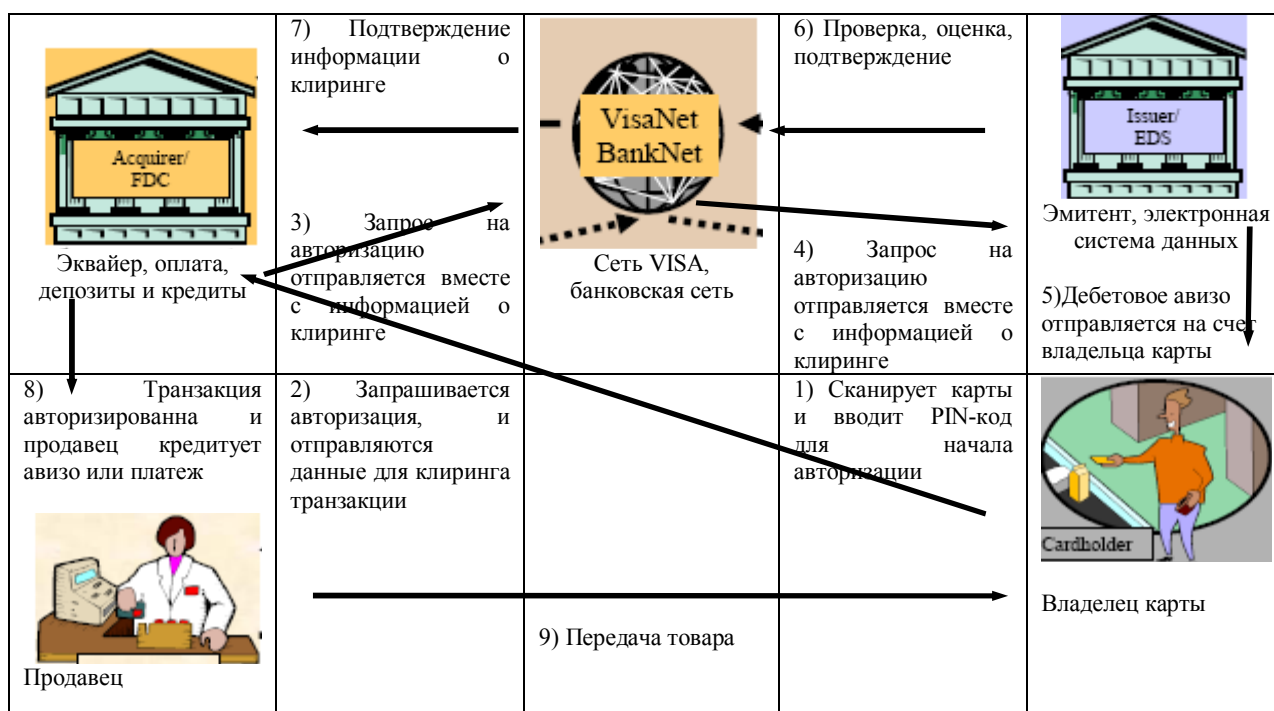 Acquirer/
FDC
Эквайер, оплата,
депозиты и кредиты
7) Подтверждение
информации о
клиринге
3) Запрос на
авторизацию
отправляется вместе
с информацией о
клиринге
VisaNet
BankNet
Сеть VISA,
банковская сеть
6) Проверка, оценка,
подтверждение
4) Запрос на
авторизацию
отправляется вместе
с информацией о
клиринге
Issuer/
EDS
Эмитент, электронная
система данных
5)Дебетовое авизо
отправляется на счет
владельца карты
8) Транзакция
авторизированна и
продавец кредитует
авизо или платеж
Продавец
2) Запрашивается
авторизация, и
отправляются
данные для клиринга
транзакции
9) Передача товара
1) Сканирует карты
и вводит PIN-код
для начала
авторизации
Cardholder
Владелец карты